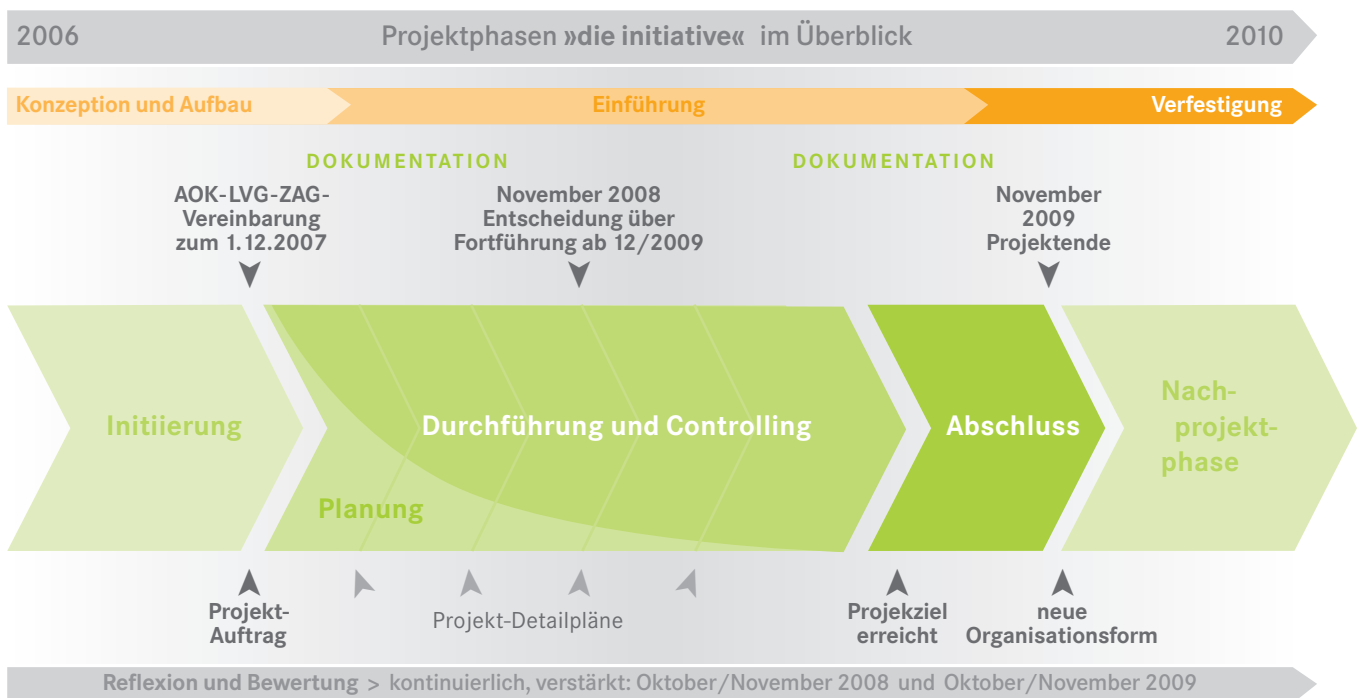 2006 Projektphasen »die initiative« im Überblick 2010
Konzeption und Aufbau Einführung Verfestigung
DOKUMENTATION DOKUMENTATION
AOK-LVG-ZAG-
Vereinbarung
zum 1.12.2007
November 2008
Entscheidung über
Fortführung ab 12/2009
November
2009
Projektende
Initiierung
Planung
Durchführung und Controlling
Abschluss
Nach-
projekt-
phase
Projekt-
Auftrag
Projekt-Detailpläne
Projekziel
erreicht
neue
Organisationsform
Reflexion und Bewertung > kontinuierlich, verstärkt: Oktober/November 2008 und Oktober/November 2009